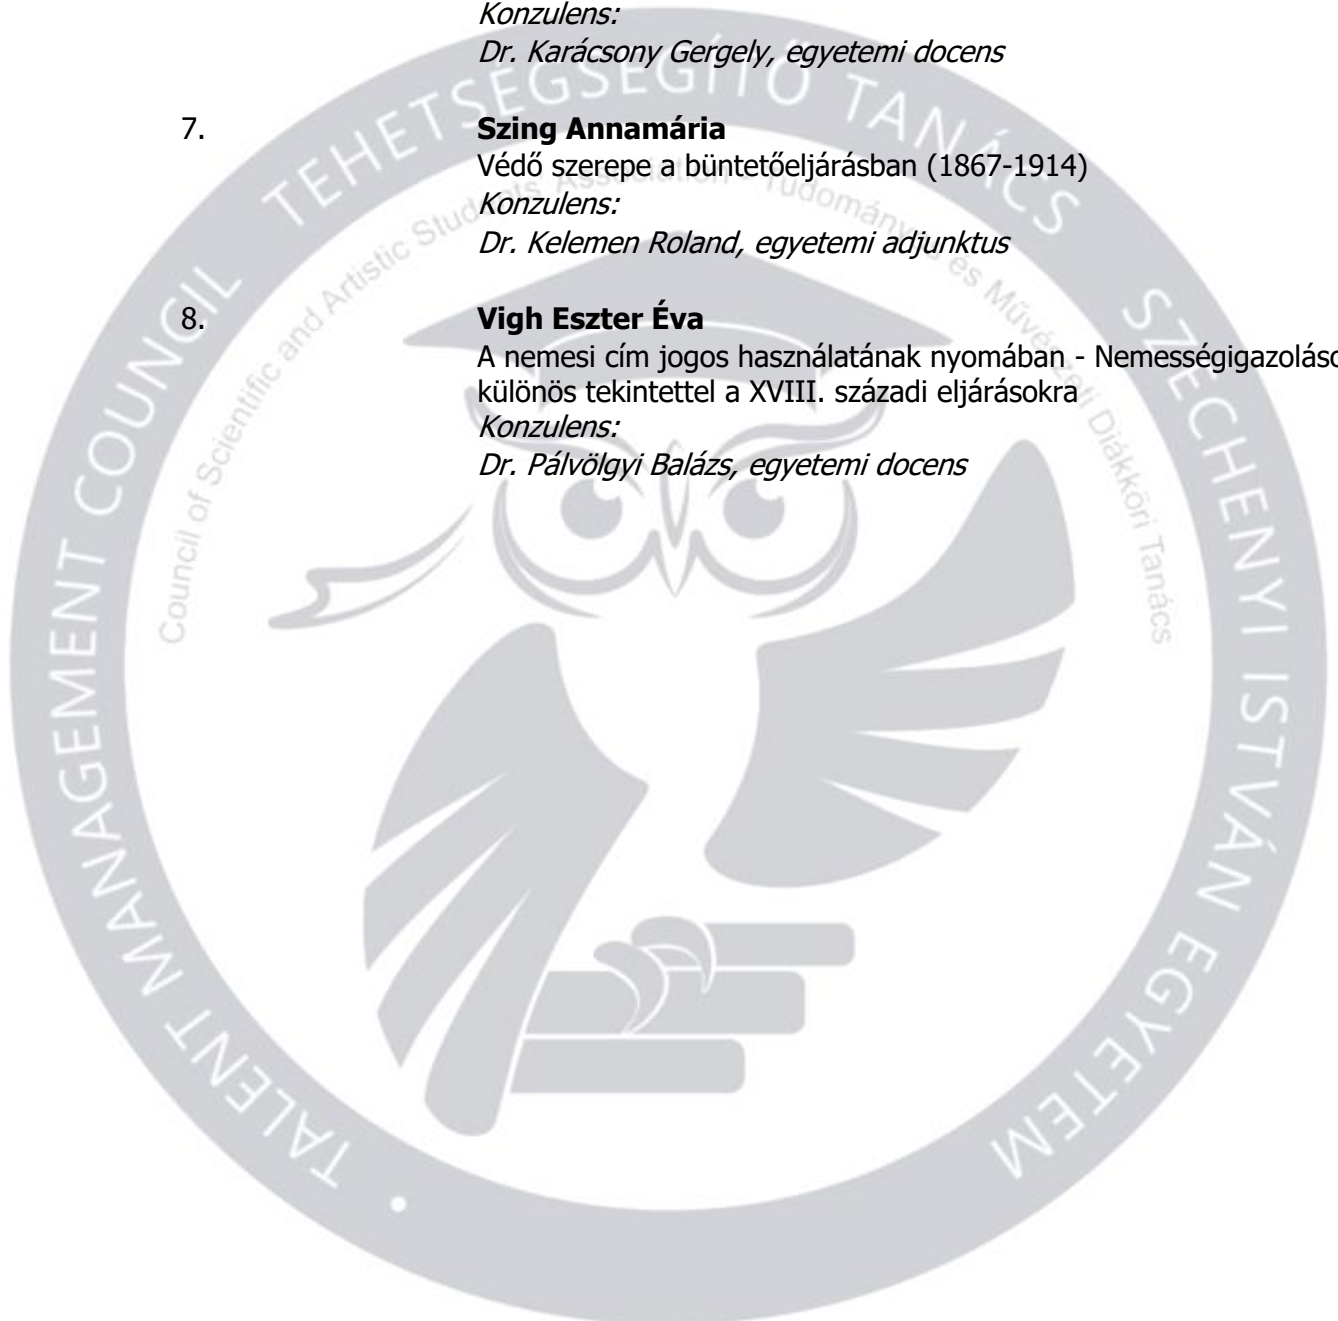 Konzulens:
Dr. Karácsony Gergely, egyetemi docens
7. Szing Annamária
Védő szerepe a büntetőeljárásban (1867-1914)
Konzulens:
Dr. Kelemen Roland, egyetemi adjunktus
8. Vigh Eszter Éva
A nemesi cím jogos használatának nyomában - Nemességigazoláso
különös tekintettel a XVIII. századi eljárásokra
Konzulens:
Dr. Pálvölgyi Balázs, egyetemi docens
TALENT MANAGEMENT COUNCIL
TEHETSÉGSEGÍTŐ TANÁCS
SZÉCHENYI ISTVÁN EGYETEM
Council of Scientific and Artistic Students Association - Tudományos és Művészeti Diákköri Tanács